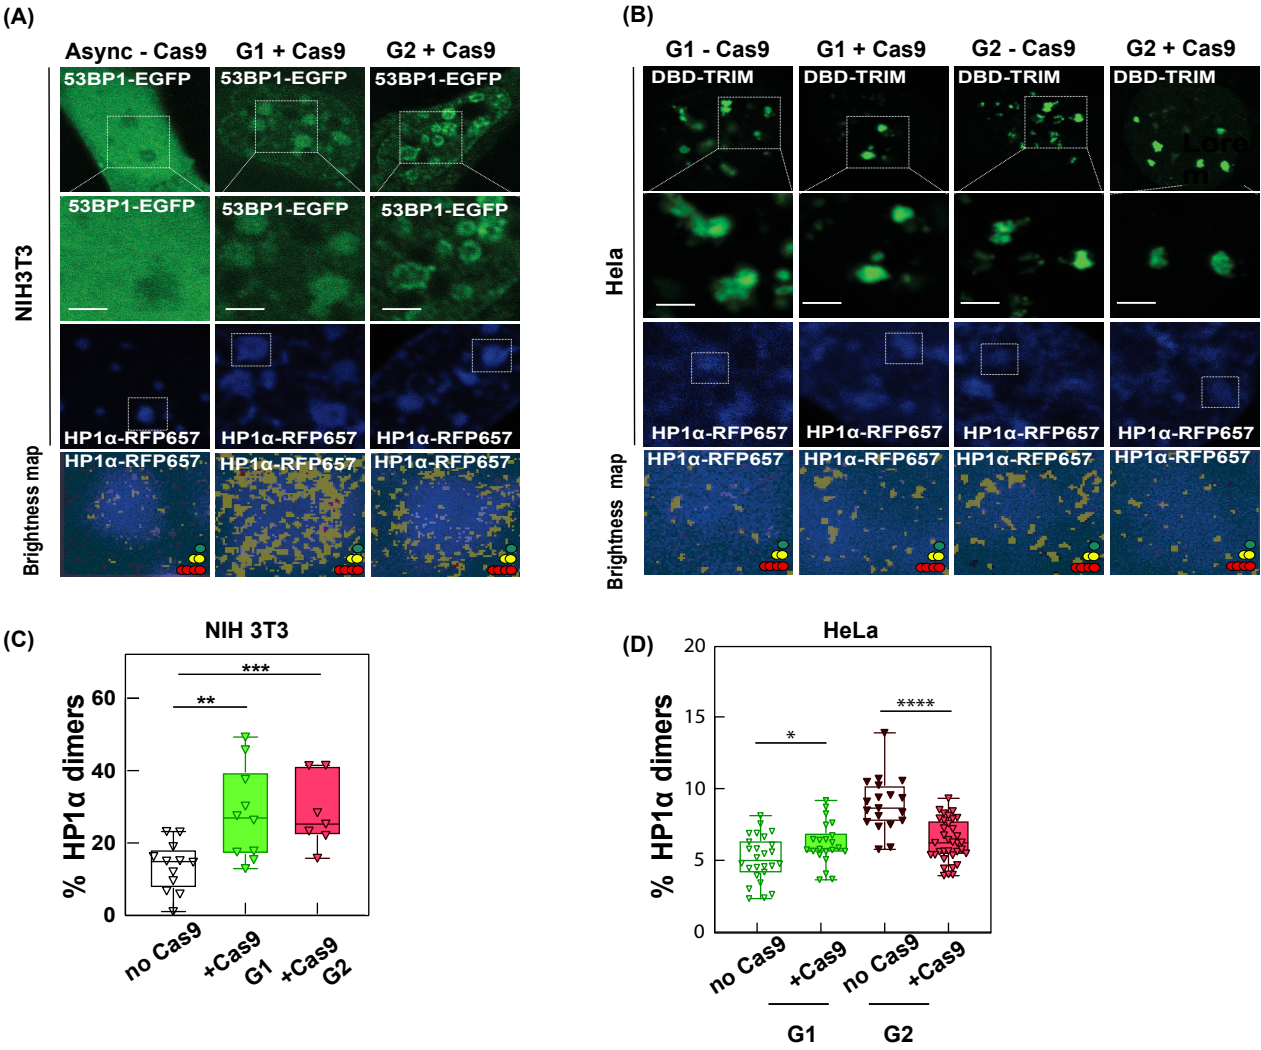 (A)
Async - Cas9 G1 + Cas9 G2 + Cas9
53BP1-EGFP 53BP1-EGFP 53BP1-EGFP
53BP1-EGFP 53BP1-EGFP 53BP1-EGFP
NIH3T3
HP1α-RFP657 HP1α-RFP657 HP1α-RFP657
HP1α-RFP657 HP1α-RFP657 HP1α-RFP657
Brightness map
(B)
G1 - Cas9 G1 + Cas9 G2 - Cas9 G2 + Cas9
DBD-TRIM DBD-TRIM DBD-TRIM DBD-TRIM
Lore
m
Hela
HP1α-RFP657 HP1α-RFP657 HP1α-RFP657 HP1α-RFP657
HP1α-RFP657 HP1α-RFP657 HP1α-RFP657 HP1α-RFP657
Brightness map
(C)
NIH 3T3
% HP1α dimers
60
40
20
0
***
**
no Cas9
+Cas9
G1
+Cas9
G2
(D)
HeLa
% HP1α dimers
20
15
10
5
0
****
*
no Cas9
+Cas9
no Cas9
+Cas9
G1 G2